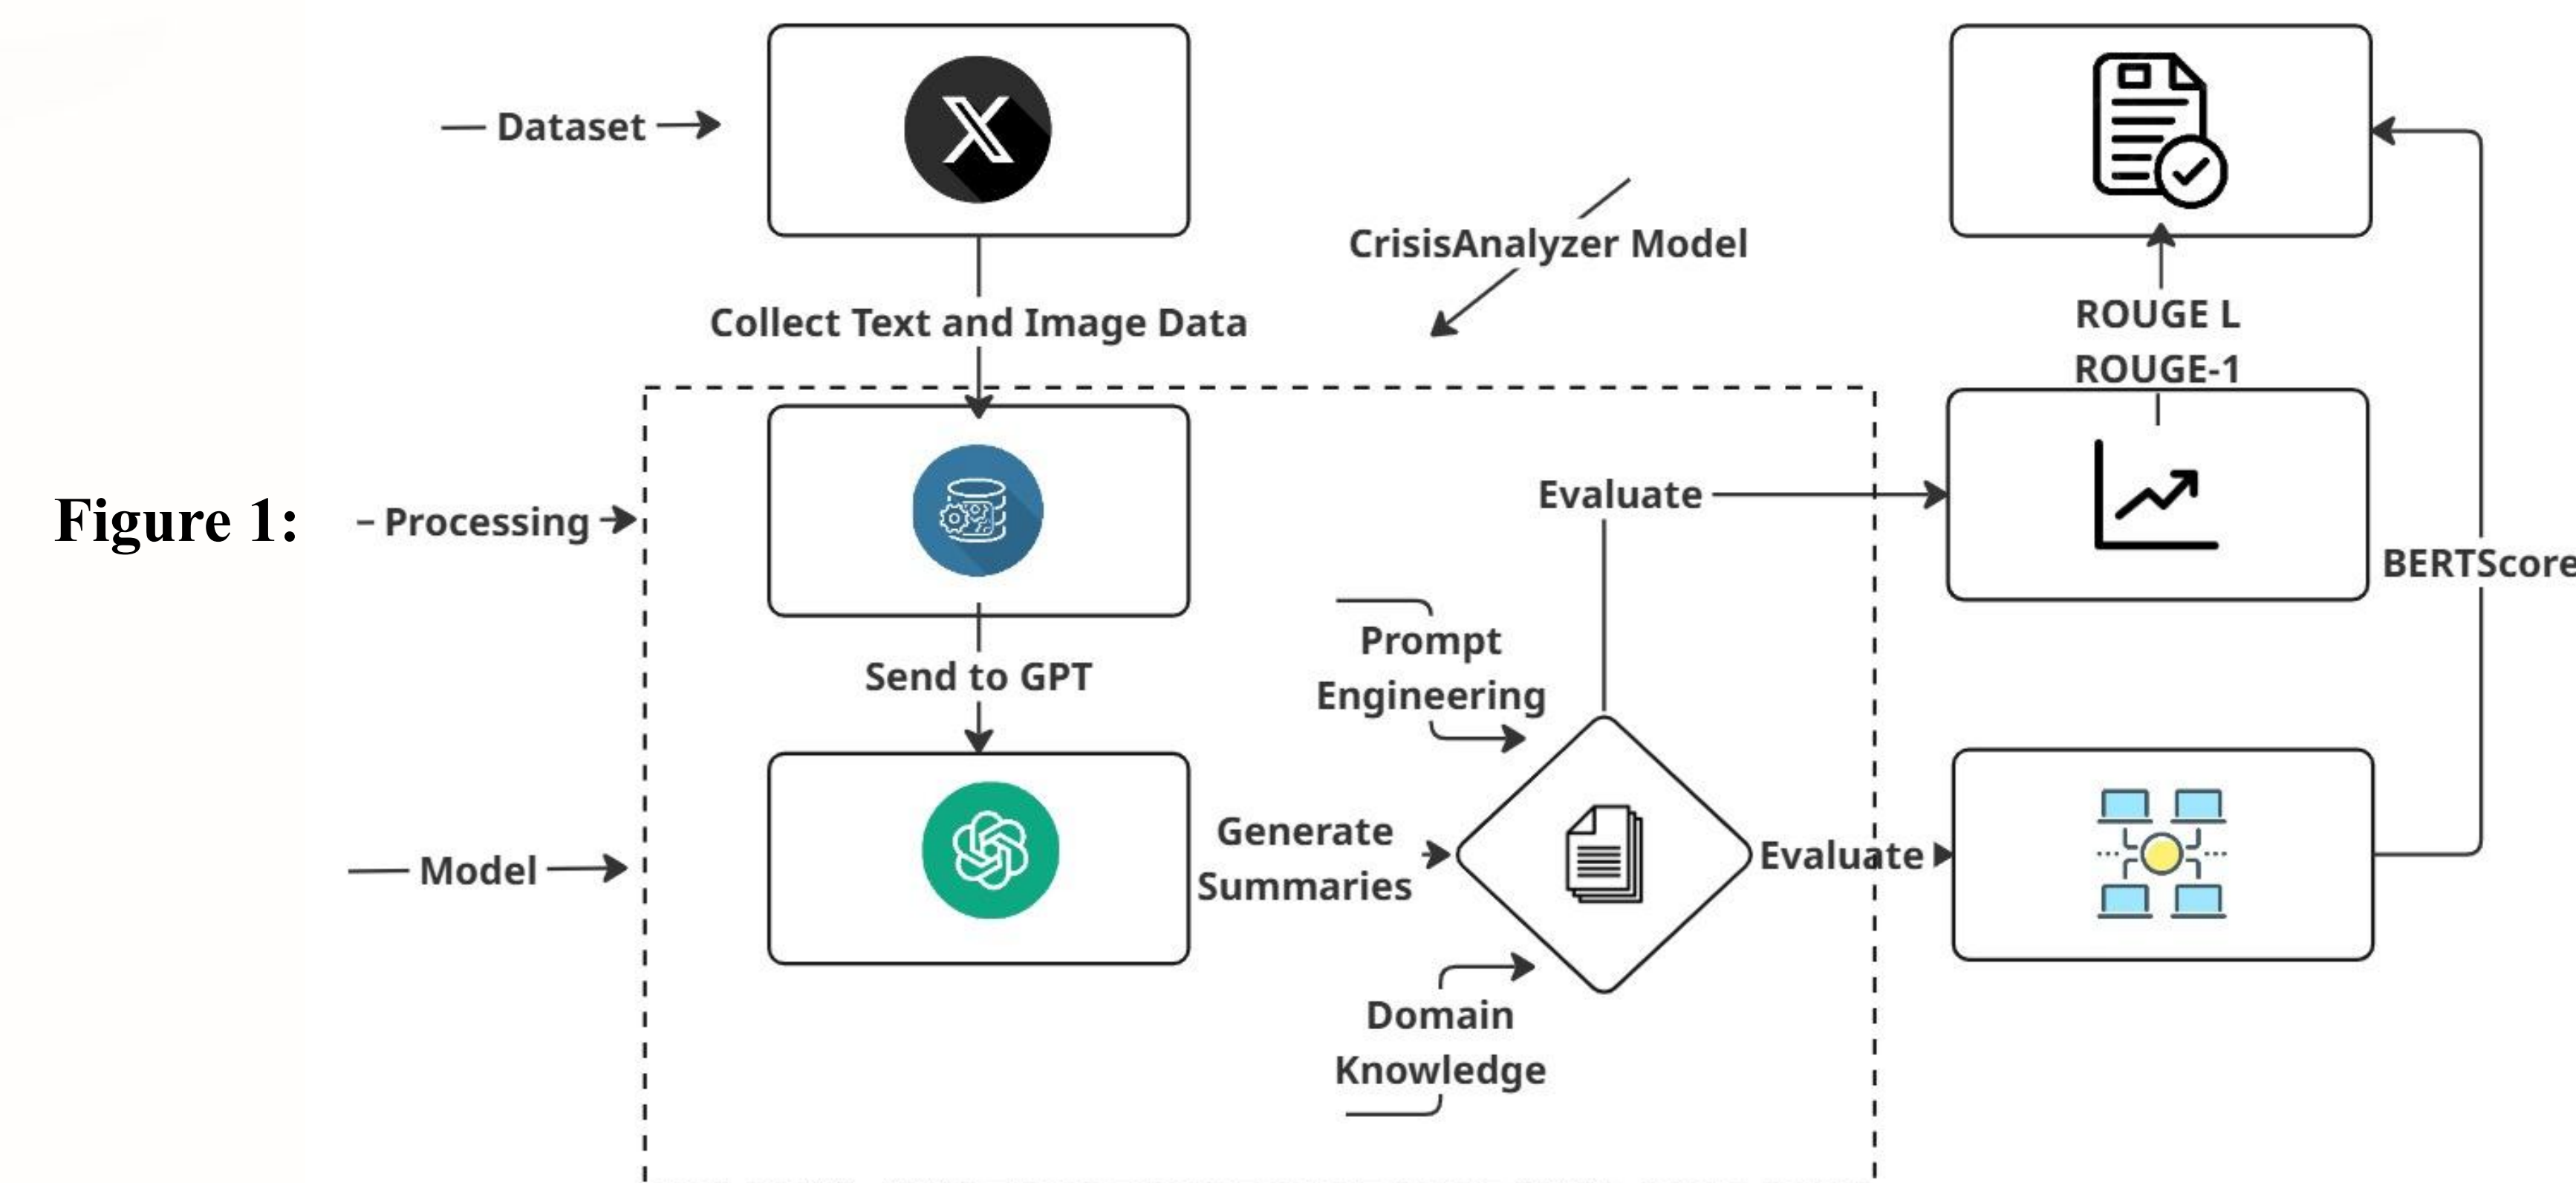 Dataset
CrisisAnalyzer Model
Collect Text and Image Data
ROUGE L
ROUGE-1
Figure 1:
Processing
Evaluate
BERTScore
Prompt
Engineering
Send to GPT
Model
Generate
Summaries
Evaluate
Domain
Knowledge